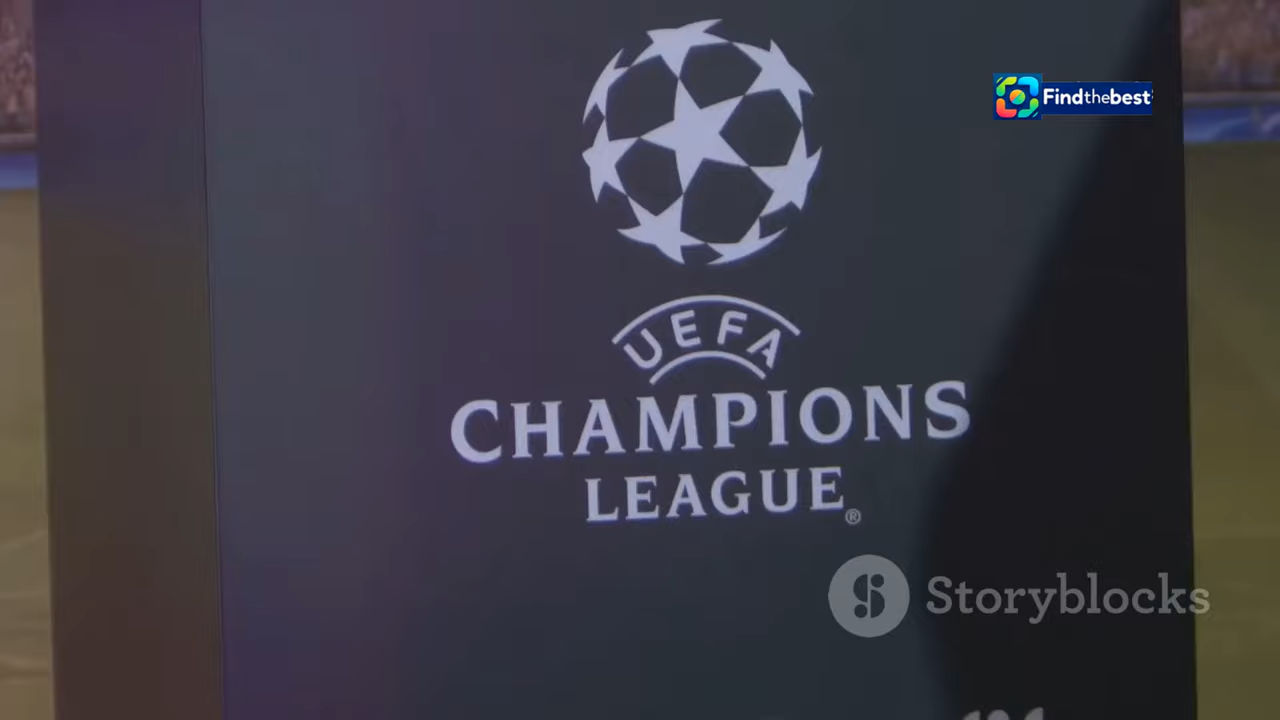 Findthebest
UEFA
CHAMPIONS
LEAGUE®
Storyblocks